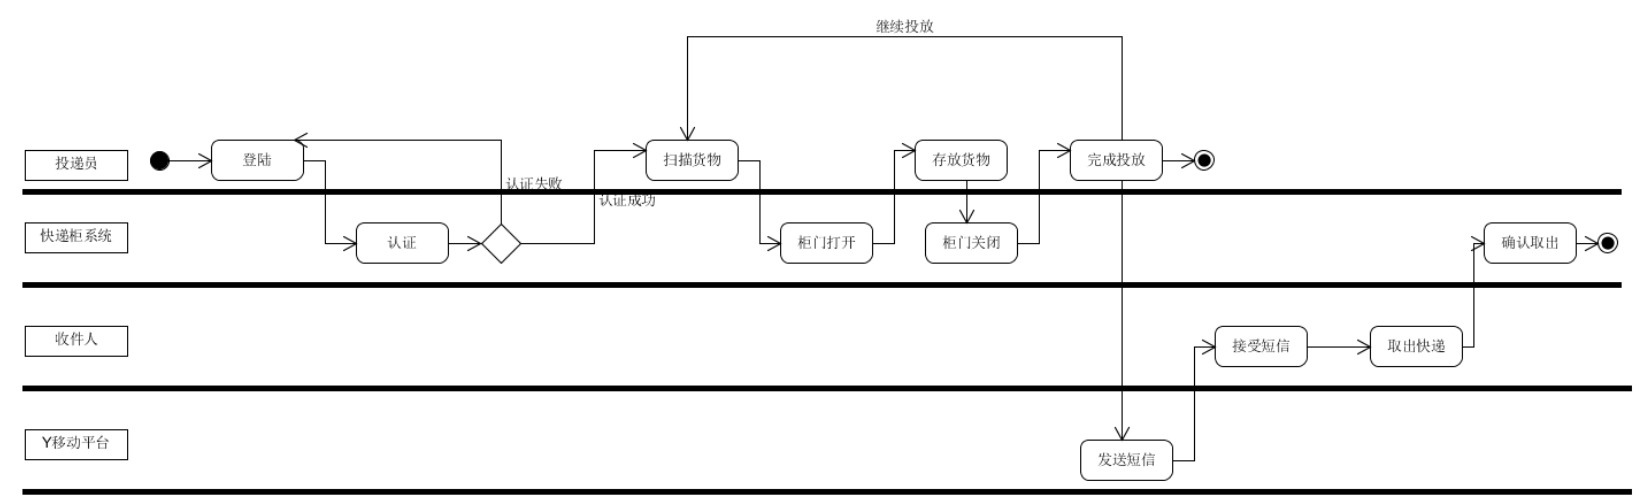 继续投放
投递员
登陆
扫描货物
存放货物
完成投放
认证失败
认证成功
快递柜系统
认证
柜门打开
柜门关闭
确认取出
收件人
接受短信
取出快递
Y移动平台
发送短信